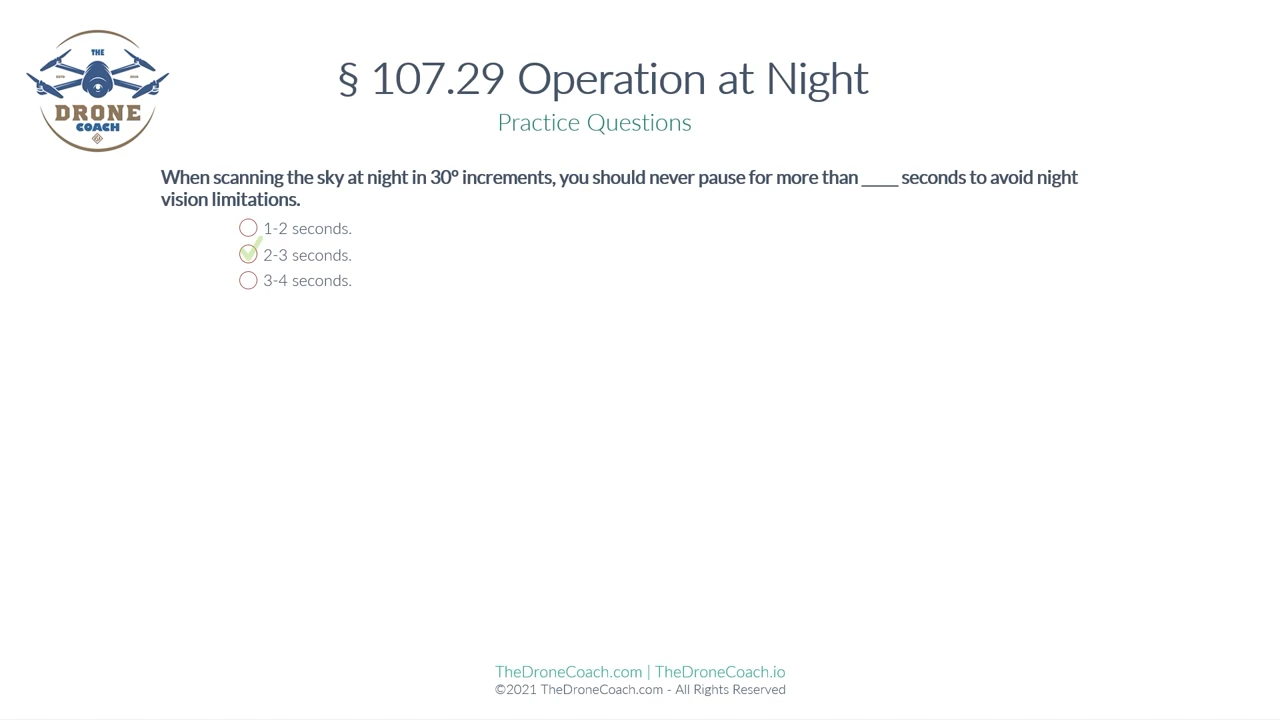 THE
DRONE
COACH
§ 107.29 Operation at Night
Practice Questions
When scanning the sky at night in 30º increments, you should never pause for more than ____ seconds to avoid night
vision limitations.
1-2 seconds.
2-3 seconds.
3-4 seconds.
TheDroneCoach.com | TheDroneCoach.io
©2021 TheDroneCoach.com - All Rights Reserved